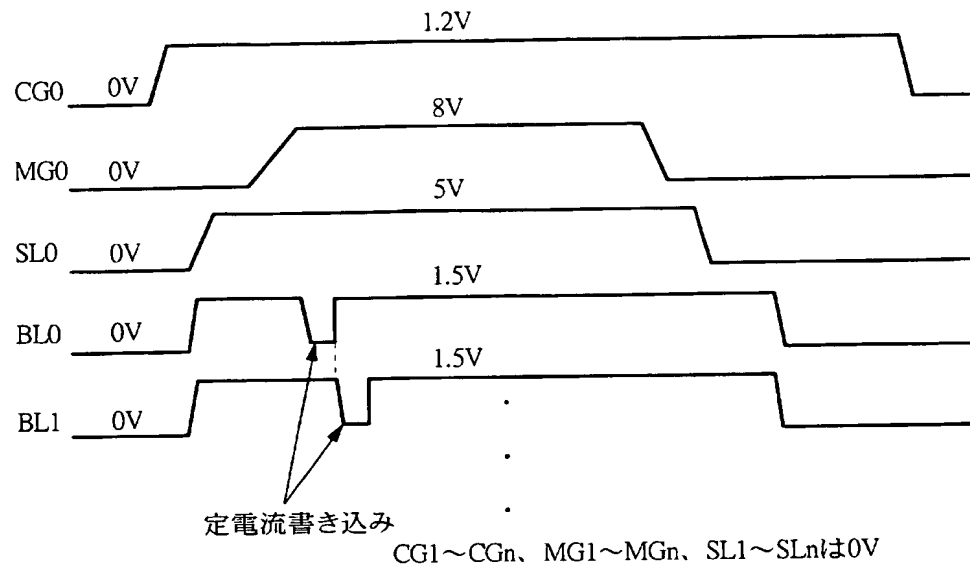 1.2V
CG0 0V
8V
MG0 0V
5V
SL0 0V
1.5V
BL0 0V
1.5V
BL1 0V
定電流書き込み
CG1〜CGn、MG1〜MGn、SL1〜SLnは0V